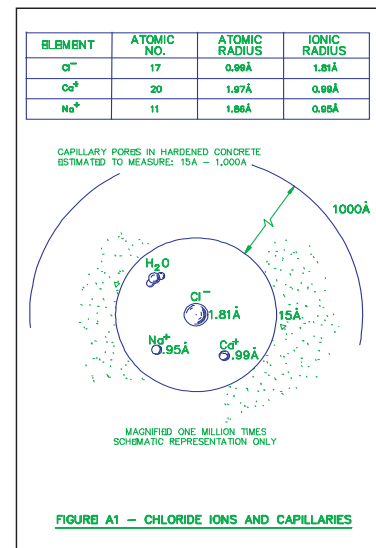 ELEMENT ATOMIC NO. ATOMIC RADIUS IONIC RADIUS
Cl⁻ 17 0.99Å 1.81Å
Ca⁺ 20 1.97Å 0.99Å
Na⁺ 11 1.86Å 0.95Å
CAPILLARY PORES IN HARDENED CONCRETE
ESTIMATED TO MEASURE: 15A – 1,000A
1000Å
H₂O
Cl⁻
1.81Å
15Å
Na⁺
.95Å
Ca⁺
.99Å
MAGNIFIED ONE MILLION TIMES
SCHEMATIC REPRESENTATION ONLY
FIGURE A1 – CHLORIDE IONS AND CAPILLARIES